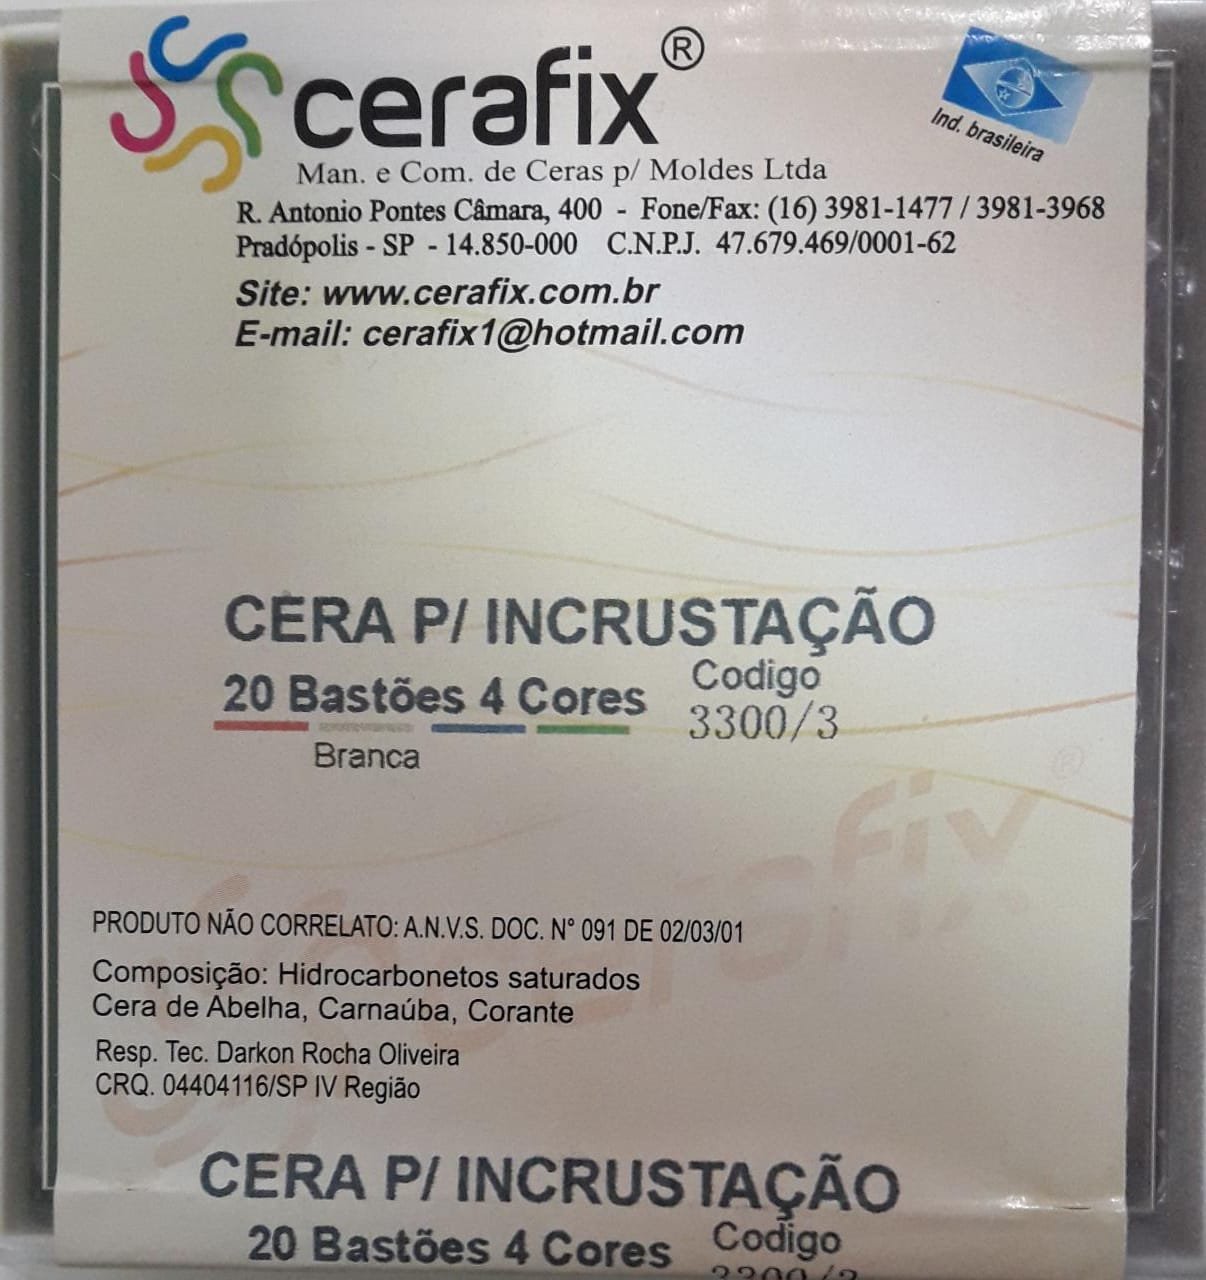 cerafix®
Ind. brasileira
Man. e Com. de Ceras p/ Moldes Ltda
R. Antonio Pontes Câmara, 400 - Fone/Fax: (16) 3981-1477 / 3981-3968
Pradópolis - SP - 14.850-000 C.N.P.J. 47.679.469/0001-62
Site: www.cerafix.com.br
E-mail: cerafix1@hotmail.com
CERA P/ INCRUSTAÇÃO
20 Bastões 4 Cores Codigo
3300/3
Branca
cerafix®
PRODUTO NÃO CORRELATO: A.N.V.S. DOC. N° 091 DE 02/03/01
Composição: Hidrocarbonetos saturados
Cera de Abelha, Carnaúba, Corante
Resp. Tec. Darkon Rocha Oliveira
CRQ. 04404116/SP IV Região
CERA P/ INCRUSTAÇÃO
20 Bastões 4 Cores Codigo
3300/3